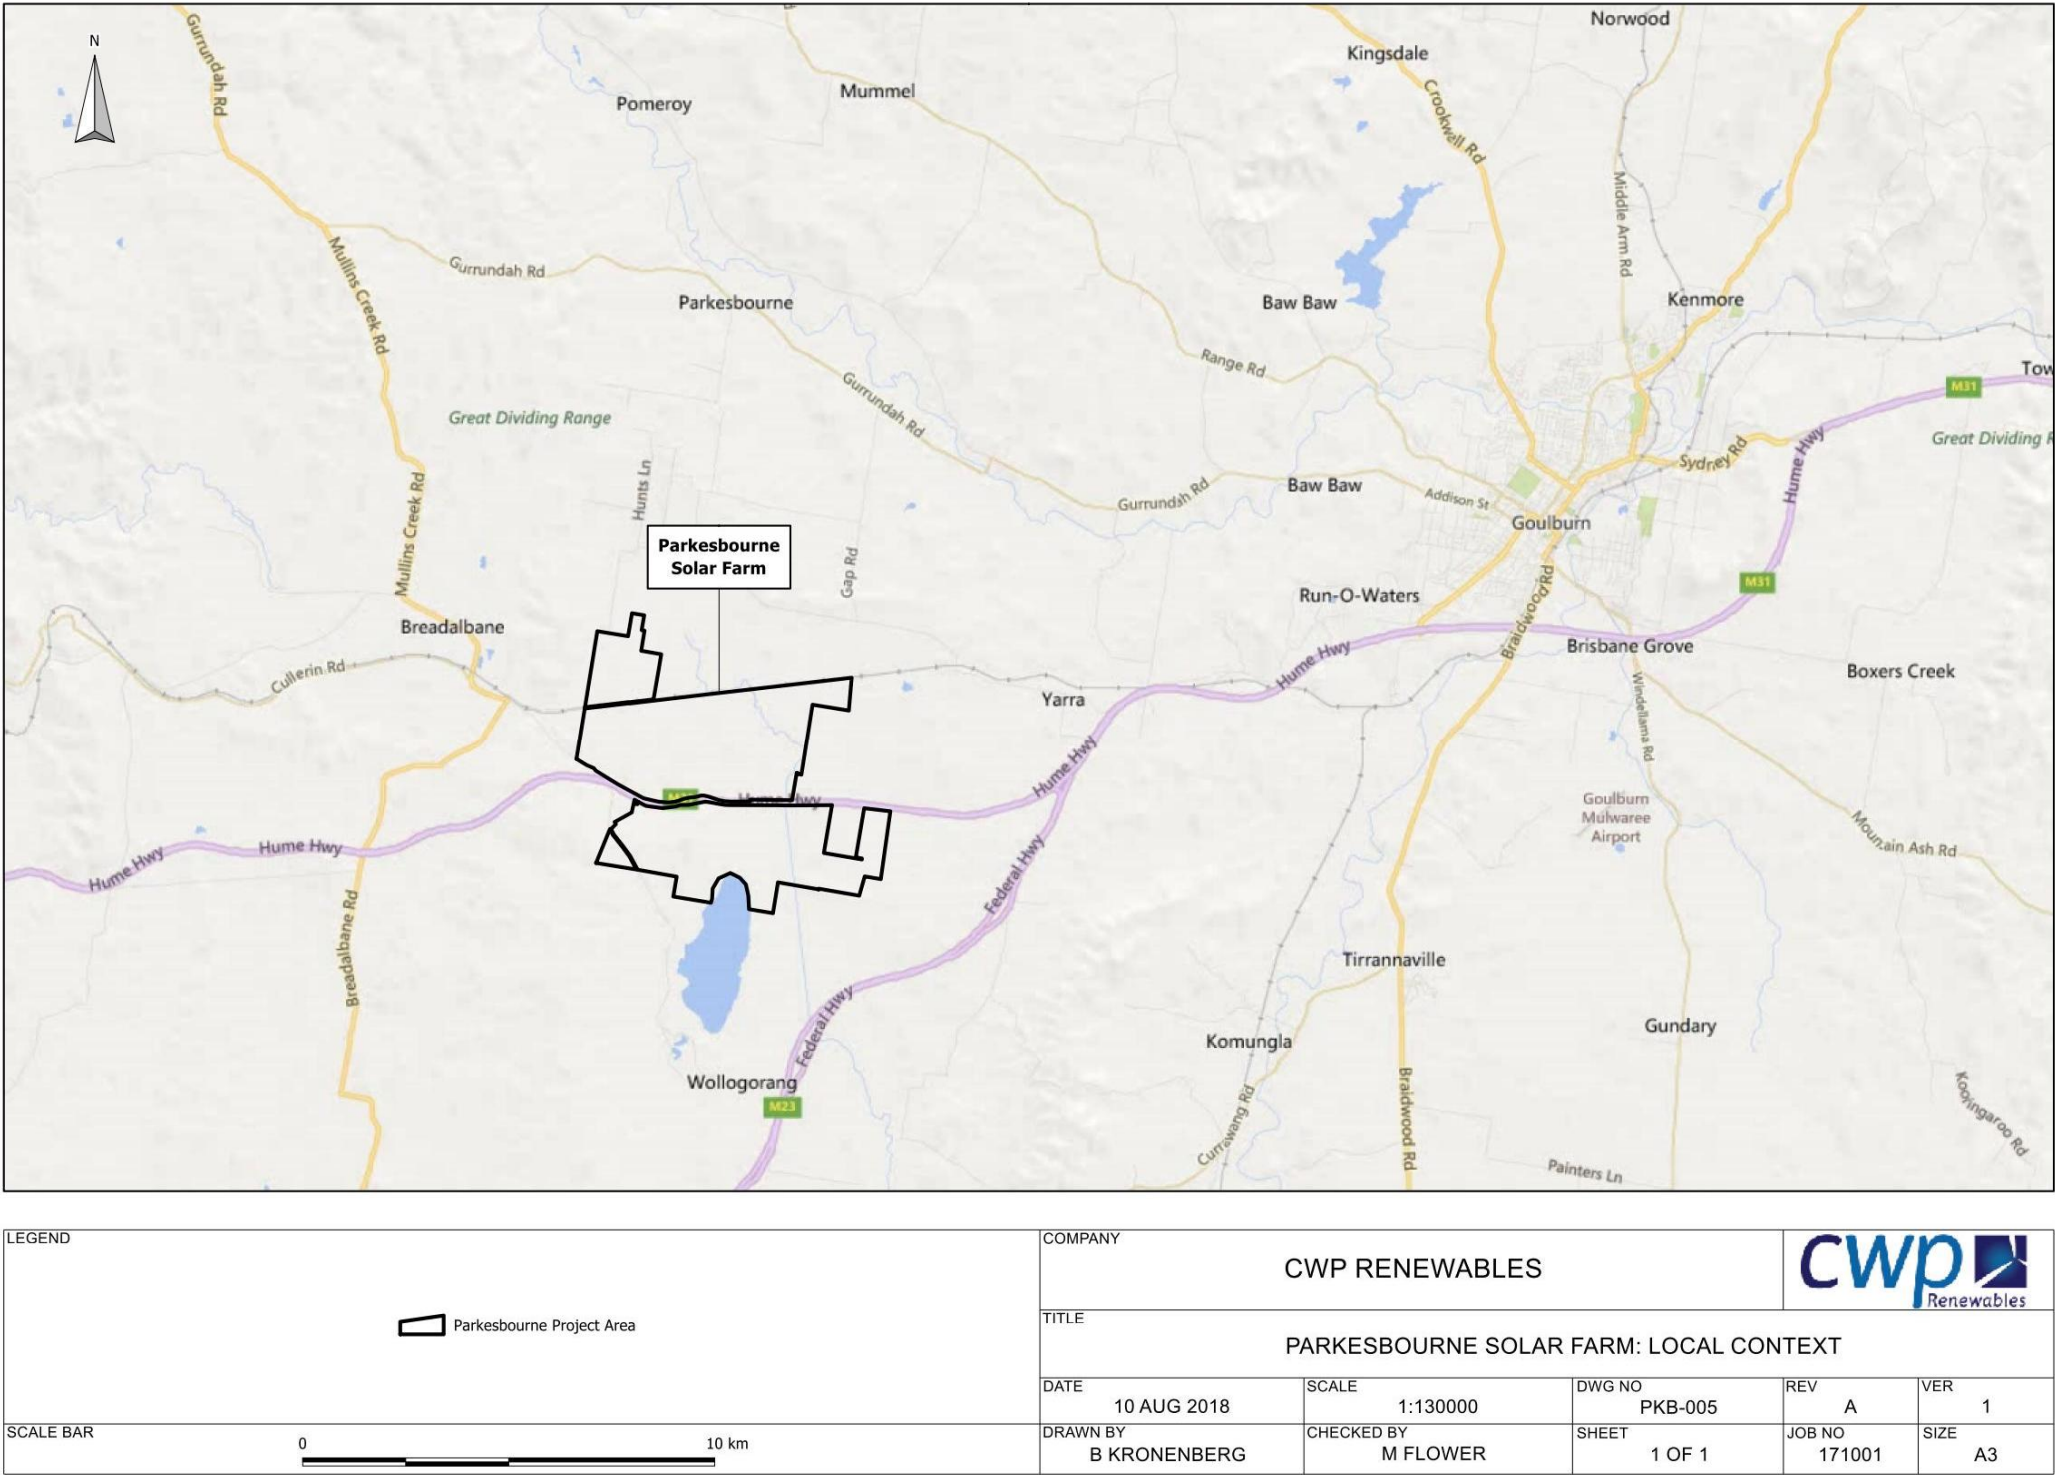 Norwood
Gurrundah Rd
N
Kingsdale
Mummel
Pomeroy
Crookwell Rd
Middle Arm Rd
Mullins Creek Rd
Gurrundah Rd
Parkesbourne
Baw Baw
Kenmore
Range Rd
Tow
M31
Gurrundah Rd
Great Dividing Range
Hume Hwy
Great Dividing R
Sydney Rd
Hunts Ln
Mullins Creek Rd
Gurrundah Rd
Baw Baw
Addison St
Goulburn
Parkesbourne
Solar Farm
Gap Rd
M31
Run-O-Waters
Braidwood Rd
Breadalbane
Cullerin Rd
Hume Hwy
Brisbane Grove
Boxers Creek
Yarra
Windellama Rd
Hume Hwy
Hume Hwy
Goulburn
Mulwaree
Airport
Mountain Ash Rd
Hume Hwy
Hume Hwy
Federal Hwy
Breadalbane Rd
Tirrannaville
Federal Hwy
Gundary
Komungla
Wollogorang
M23
Currawang Rd
Braidwood Rd
Kooringaroo Rd
Painters Ln
LEGEND
Parkesbourne Project Area
SCALE BAR
0 10 km
COMPANY
CWP RENEWABLES
cwp
Renewables
TITLE
PARKESBOURNE SOLAR FARM: LOCAL CONTEXT
DATE
10 AUG 2018
SCALE
1:130000
DWG NO
PKB-005
REV
A
VER
1
DRAWN BY
B KRONENBERG
CHECKED BY
M FLOWER
SHEET
1 OF 1
JOB NO
171001
SIZE
A3